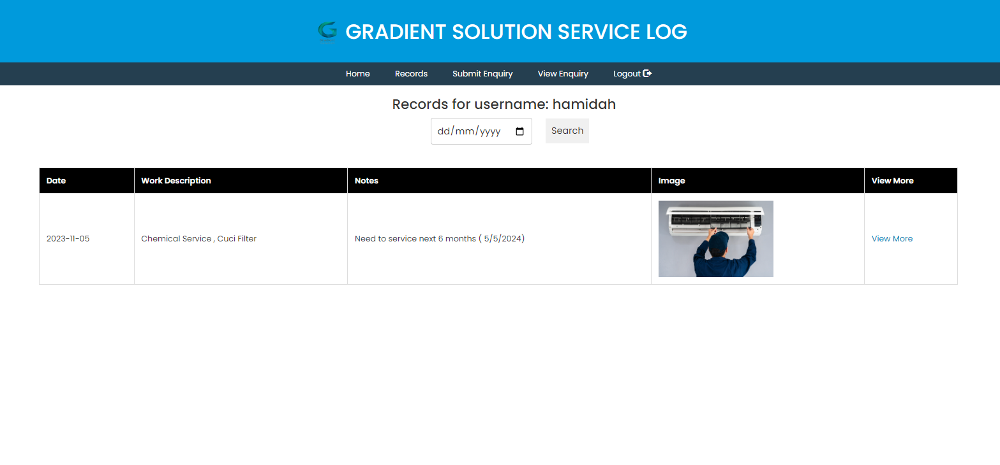 GRADIENT SOLUTION SERVICE LOG
Home Records Submit Enquiry View Enquiry Logout
Records for username: hamidah
dd/mm/yyyy Search
Date Work Description Notes Image View More
2023-11-05 Chemical Service , Cuci Filter Need to service next 6 months ( 5/5/2024) View More